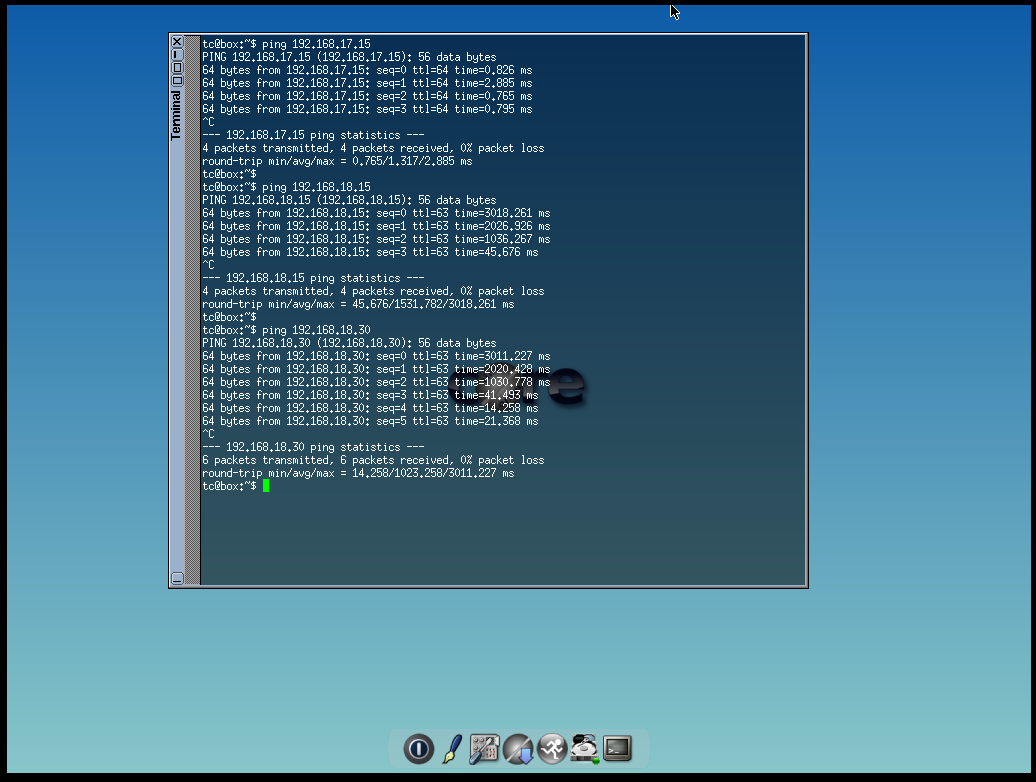 Terminal
tc@box:~$ ping 192.168.17.15
PING 192.168.17.15 (192.168.17.15): 56 data bytes
64 bytes from 192.168.17.15: seq=0 ttl=64 time=0.826 ms
64 bytes from 192.168.17.15: seq=1 ttl=64 time=2.885 ms
64 bytes from 192.168.17.15: seq=2 ttl=64 time=0.765 ms
64 bytes from 192.168.17.15: seq=3 ttl=64 time=0.795 ms
^C
--- 192.168.17.15 ping statistics ---
4 packets transmitted, 4 packets received, 0% packet loss
round-trip min/avg/max = 0.765/1.317/2.885 ms
tc@box:~$
tc@box:~$ ping 192.168.18.15
PING 192.168.18.15 (192.168.18.15): 56 data bytes
64 bytes from 192.168.18.15: seq=0 ttl=63 time=3018.261 ms
64 bytes from 192.168.18.15: seq=1 ttl=63 time=2026.926 ms
64 bytes from 192.168.18.15: seq=2 ttl=63 time=1036.267 ms
64 bytes from 192.168.18.15: seq=3 ttl=63 time=45.676 ms
^C
--- 192.168.18.15 ping statistics ---
4 packets transmitted, 4 packets received, 0% packet loss
round-trip min/avg/max = 45.676/1531.782/3018.261 ms
tc@box:~$
tc@box:~$ ping 192.168.18.30
PING 192.168.18.30 (192.168.18.30): 56 data bytes
64 bytes from 192.168.18.30: seq=0 ttl=63 time=3011.227 ms
64 bytes from 192.168.18.30: seq=1 ttl=63 time=2020.428 ms
64 bytes from 192.168.18.30: seq=2 ttl=63 time=1030.778 ms
64 bytes from 192.168.18.30: seq=3 ttl=63 time=41.493 ms
64 bytes from 192.168.18.30: seq=4 ttl=63 time=14.258 ms
64 bytes from 192.168.18.30: seq=5 ttl=63 time=21.368 ms
^C
--- 192.168.18.30 ping statistics ---
6 packets transmitted, 6 packets received, 0% packet loss
round-trip min/avg/max = 14.258/1023.258/3011.227 ms
tc@box:~$